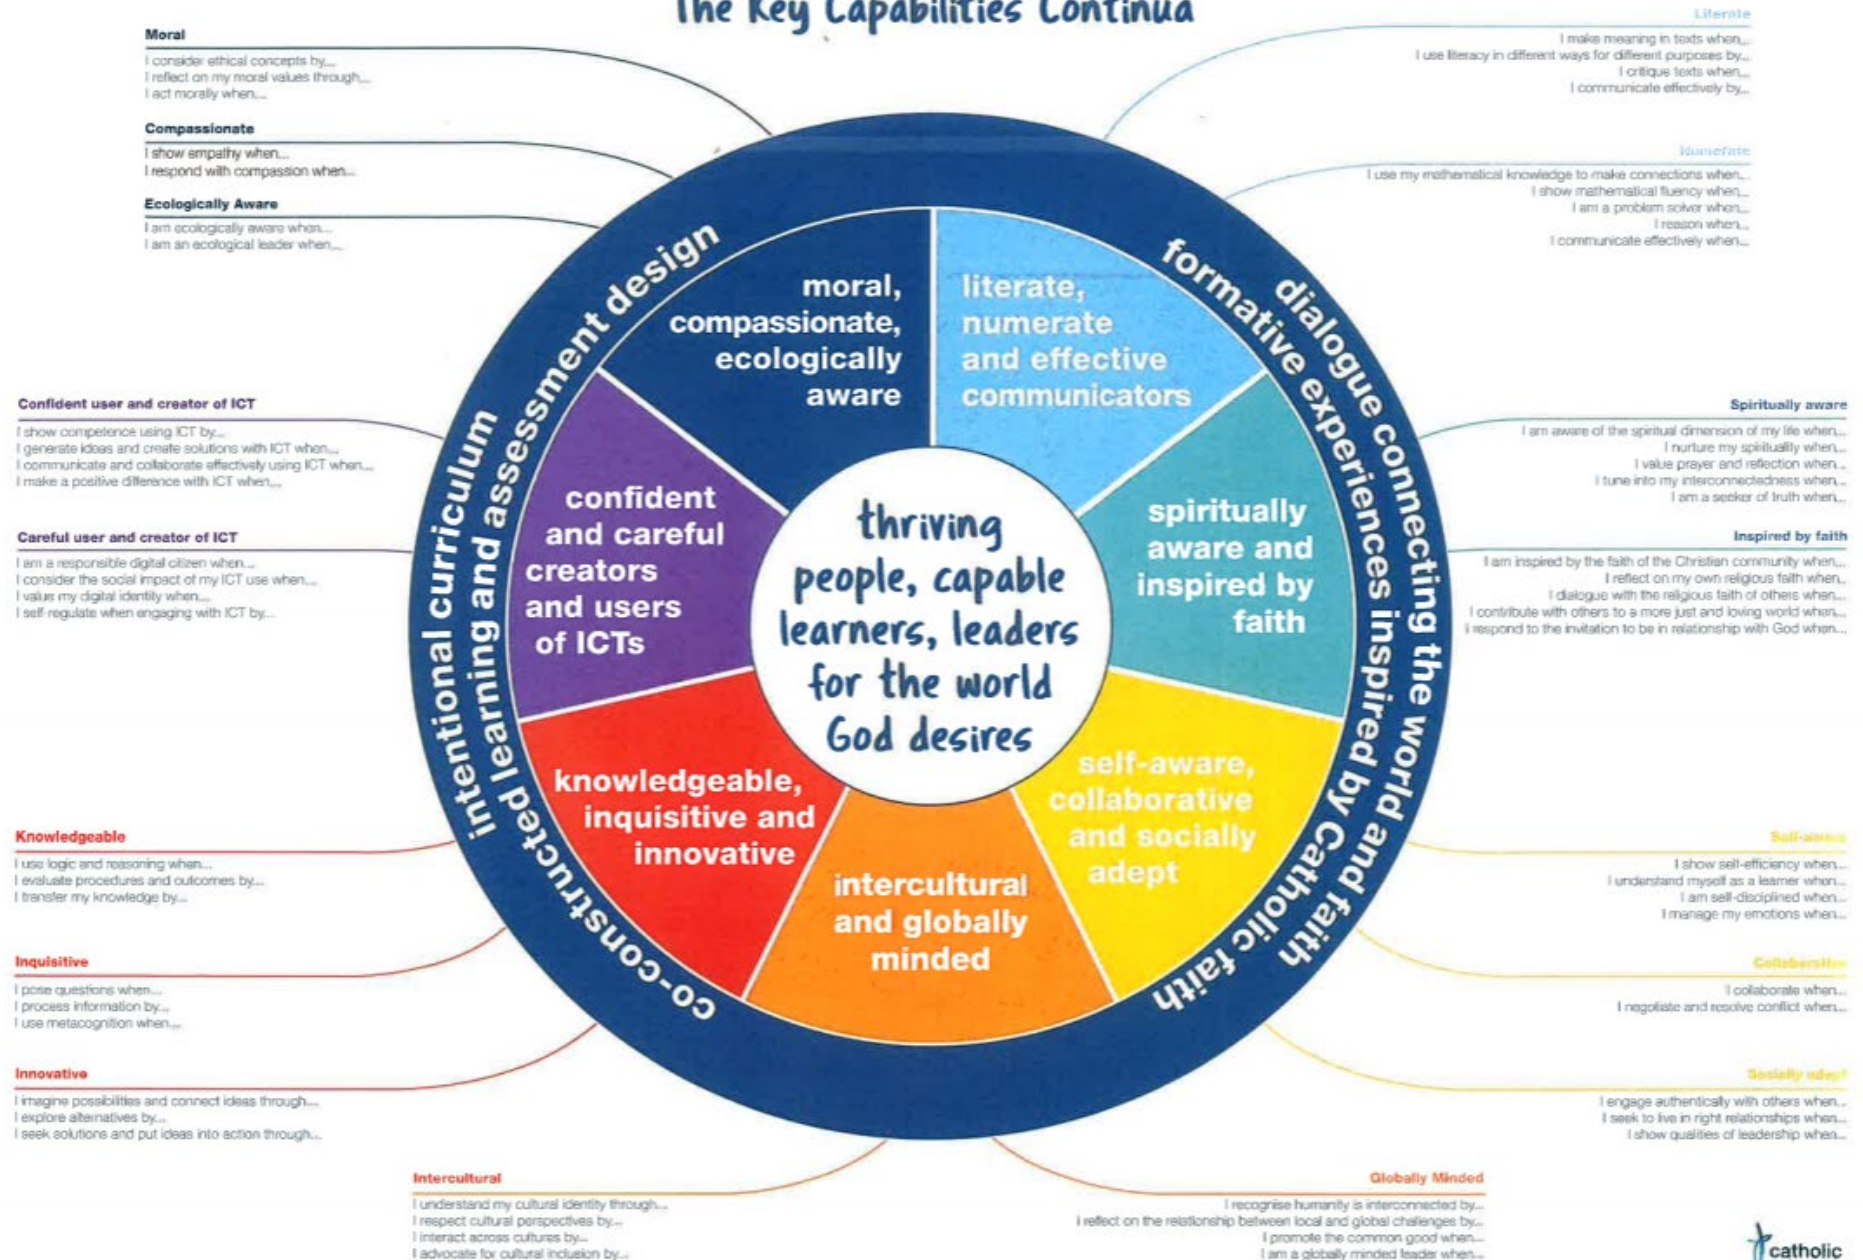 The Key Capabilities Continua
Moral
I consider ethical concepts by...
I reflect on my moral values through...
I act morally when...
Compassionate
I show empathy when...
I respond with compassion when...
Ecologically Aware
I am ecologically aware when...
I am an ecological leader when...
Literate
I make meaning in texts when...
I use literacy in different ways for different purposes by...
I critique texts when...
I communicate effectively by...
Numerate
I use my mathematical knowledge to make connections when...
I show mathematical fluency when...
I am a problem solver when...
I reason when...
I communicate effectively when...
Confident user and creator of ICT
I show competence using ICT by...
I generate ideas and create solutions with ICT when...
I communicate and collaborate effectively using ICT when...
I make a positive difference with ICT when...
Careful user and creator of ICT
I am a responsible digital citizen when...
I consider the social impact of my ICT use when...
I value my digital identity when...
I self-regulate when engaging with ICT by...
Spiritually aware
I am aware of the spiritual dimension of my life when...
I nurture my spirituality when...
I value prayer and reflection when...
I tune into my interconnectedness when...
I am a seeker of truth when...
Inspired by faith
I am inspired by the faith of the Christian community when...
I reflect on my own religious faith when...
I dialogue with the religious faith of others when...
I contribute with others to a more just and loving world when...
I respond to the invitation to be in relationship with God when...
intentional curriculum
co-constructed learning and assessment design
dialogue connecting the world and faith
formative experiences inspired by Catholic faith
moral,
compassionate,
ecologically
aware
literate,
numerate
and effective
communicators
confident
and careful
creators
and users
of ICTs
thriving
people, capable
learners, leaders
for the world
God desires
spiritually
aware and
inspired by
faith
knowledgeable,
inquisitive and
innovative
intercultural
and globally
minded
self-aware,
collaborative
and socially
adept
Knowledgeable
I use logic and reasoning when...
I evaluate procedures and outcomes by...
I transfer my knowledge by...
Inquisitive
I pose questions when...
I process information by...
I use metacognition when...
Innovative
I imagine possibilities and connect ideas through...
I explore alternatives by...
I seek solutions and put ideas into action through...
Self-aware
I show self-efficiency when...
I understand myself as a learner when...
I am self-disciplined when...
I manage my emotions when...
Collaborative
I collaborate when...
I negotiate and resolve conflict when...
Socially adept
I engage authentically with others when...
I seek to live in right relationships when...
I show qualities of leadership when...
Intercultural
I understand my cultural identity through...
I respect cultural perspectives by...
I interact across cultures by...
I advocate for cultural inclusion by...
Globally Minded
I recognise humanity is interconnected by...
I reflect on the relationship between local and global challenges by...
I promote the common good when...
I am a globally minded leader when...
catholic